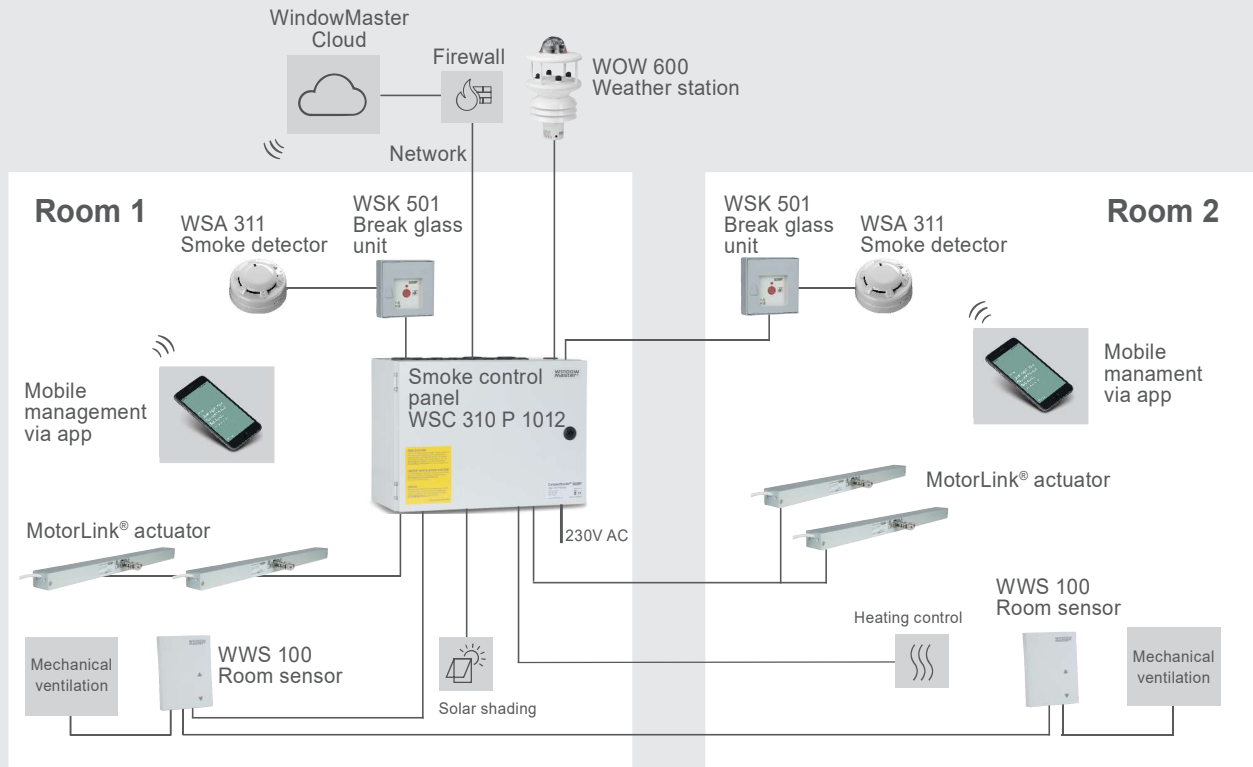 WindowMaster
Cloud
Firewall
WOW 600
Weather station
Network
Room 1
WSA 311
Smoke detector
WSK 501
Break glass
unit
WSK 501
Break glass
unit
WSA 311
Smoke detector
Room 2
Mobile
management
via app
Smoke control
panel
WSC 310 P 1012
WINDOW
Master
Mobile
manament
via app
MotorLink® actuator
230V AC
MotorLink® actuator
WWS 100
Room sensor
Heating control
Mechanical
ventilation
WWS 100
Room sensor
Solar shading
Mechanical
ventilation